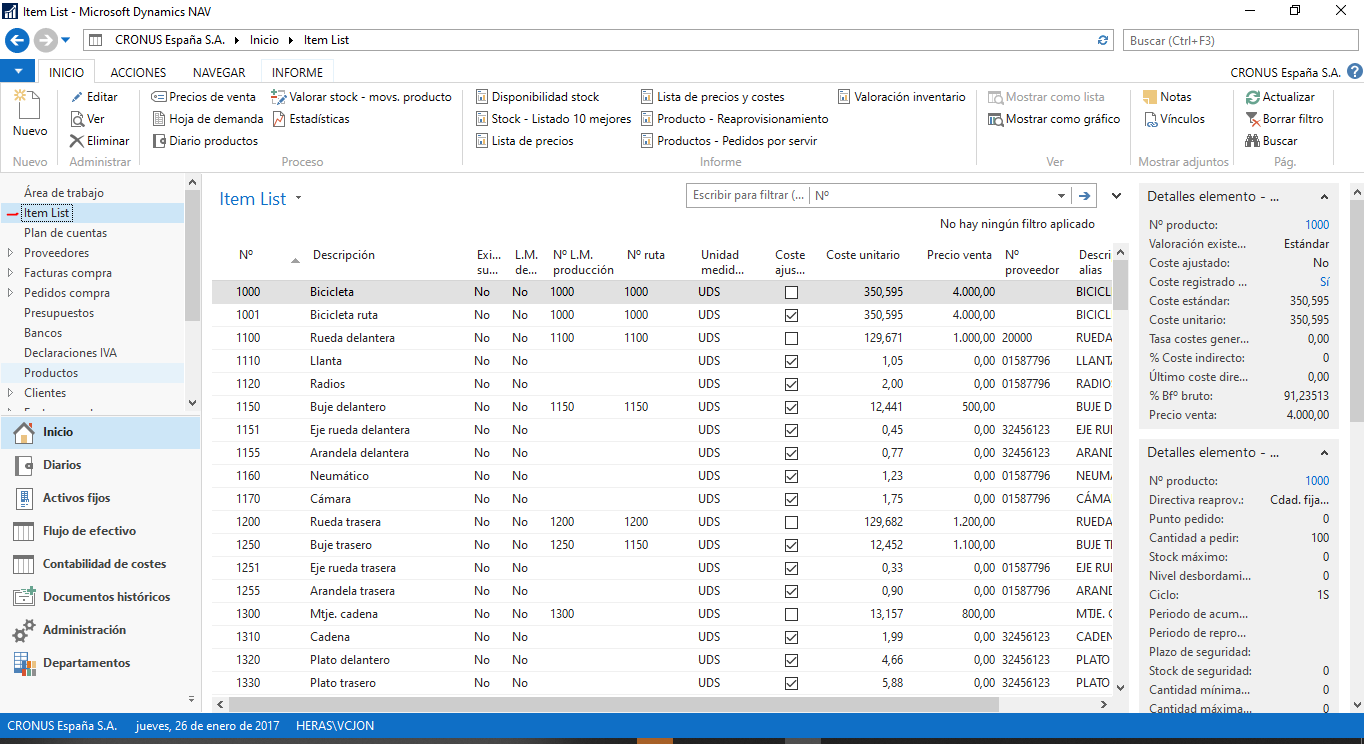 Item List - Microsoft Dynamics NAV
CRONUS España S.A. Inicio Item List
Buscar (Ctrl+F3)
INICIO ACCIONES NAVEGAR INFORME
CRONUS España S.A.
Nuevo
Nuevo
Editar
Ver
Eliminar
Administrar
Precios de venta
Hoja de demanda
Diario productos
Valorar stock - movs. producto
Estadísticas
Proceso
Disponibilidad stock
Stock - Listado 10 mejores
Lista de precios
Lista de precios y costes
Producto - Reaprovisionamiento
Productos - Pedidos por servir
Valoración inventario
Informe
Mostrar como lista
Mostrar como gráfico
Ver
Notas
Vínculos
Mostrar adjuntos
Actualizar
Borrar filtro
Buscar
Pág.
Área de trabajo
Item List
Plan de cuentas
Proveedores
Facturas compra
Pedidos compra
Presupuestos
Bancos
Declaraciones IVA
Productos
Clientes
Inicio
Diarios
Activos fijos
Flujo de efectivo
Contabilidad de costes
Documentos históricos
Administración
Departamentos
Item List
Escribir para filtrar (... Nº
No hay ningún filtro aplicado
Nº Descripción Exi... su... L.M. de... Nº L.M. producción Nº ruta Unidad medid... Coste ajus... Coste unitario Precio venta Nº proveedor Descri alias
1000 Bicicleta No No 1000 1000 UDS 350,595 4.000,00 BICICL
1001 Bicicleta ruta No No 1000 1000 UDS 350,595 4.000,00 BICICL
1100 Rueda delantera No No 1100 1100 UDS 129,671 1.000,00 20000 RUEDA
1110 Llanta No No UDS 1,05 0,00 01587796 LLANTA
1120 Radios No No UDS 2,00 0,00 01587796 RADIOS
1150 Buje delantero No No 1150 1150 UDS 12,441 500,00 BUJE D
1151 Eje rueda delantera No No UDS 0,45 0,00 32456123 EJE RUE
1155 Arandela delantera No No UDS 0,77 0,00 32456123 ARAND
1160 Neumático No No UDS 1,23 0,00 01587796 NEUMA
1170 Cámara No No UDS 1,75 0,00 01587796 CÁMA
1200 Rueda trasera No No 1200 1200 UDS 129,682 1.200,00 RUEDA
1250 Buje trasero No No 1250 1150 UDS 12,452 1.100,00 BUJE TI
1251 Eje rueda trasera No No UDS 0,33 0,00 01587796 EJE RUE
1255 Arandela trasera No No UDS 0,90 0,00 01587796 ARAND
1300 Mtje. cadena No No 1300 UDS 13,157 800,00 MTJE. C
1310 Cadena No No UDS 1,99 0,00 32456123 CADEN
1320 Plato delantero No No UDS 4,66 0,00 32456123 PLATO
1330 Plato trasero No No UDS 5,88 0,00 32456123 PLATO
Detalles elemento - ...
Nº producto: 1000
Valoración existe... Estándar
Coste ajustado: No
Coste registrado ... Sí
Coste estándar: 350,595
Coste unitario: 350,595
Tasa costes gener... 0,00
% Coste indirecto: 0
Último coste dire... 0,00
% Bfº bruto: 91,23513
Precio venta: 4.000,00
Detalles elemento - ...
Nº producto: 1000
Directiva reaprov.: Cdad. fija...
Punto pedido: 0
Cantidad a pedir: 100
Stock máximo: 0
Nivel desbordami... 0
Ciclo: 1S
Periodo de acum...
Periodo de repro...
Plazo de seguridad:
Stock de seguridad: 0
Cantidad mínima... 0
Cantidad máxima... 0
CRONUS España S.A. jueves, 26 de enero de 2017 HERAS\VCJON